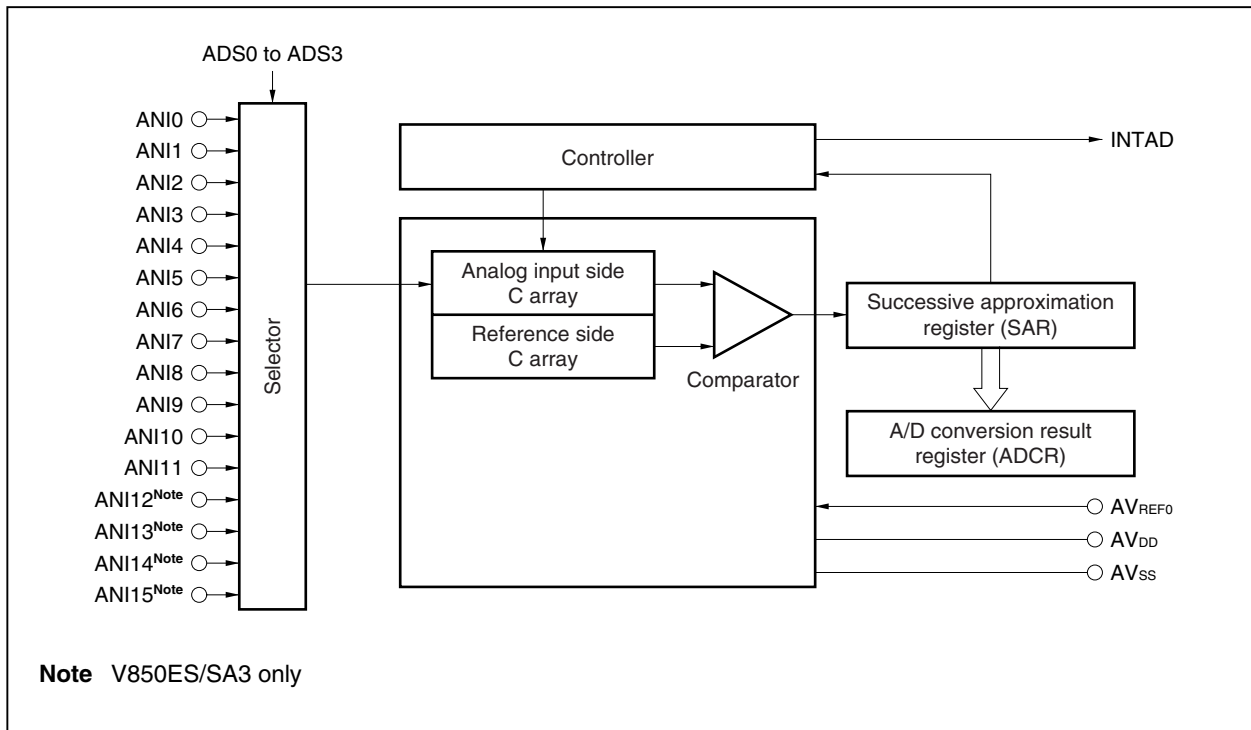 ADS0 to ADS3
ANI0
ANI1
ANI2
ANI3
ANI4
ANI5
ANI6
ANI7
ANI8
ANI9
ANI10
ANI11
ANI12Note
ANI13Note
ANI14Note
ANI15Note
Selector
Controller
INTAD
Analog input side
C array
Reference side
C array
Comparator
Successive approximation
register (SAR)
A/D conversion result
register (ADCR)
AVREF0
AVDD
AVSS
Note V850ES/SA3 only